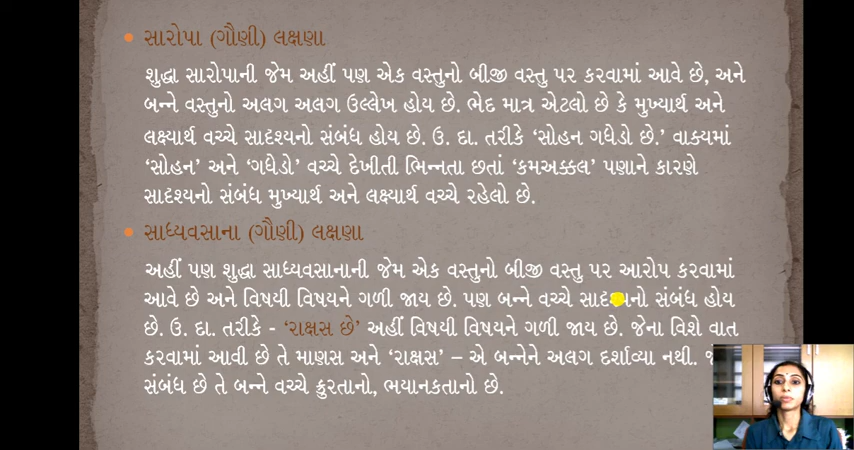 સારોપા (ગૌણી) લક્ષણા
શુદ્ધા સારોપાની જેમ અહીં પણ એક વસ્તુનો બીજી વસ્તુ પર કરવામાં આવે છે, અને
બન્ને વસ્તુનો અલગ અલગ ઉલ્લેખ હોય છે. ભેદ માત્ર એટલો છે કે મુખ્યાર્થ અને
લક્ષ્યાર્થ વચ્ચે સાદૃશ્યનો સંબંધ હોય છે. ઉ. દા. તરીકે ‘સોહન ગધેડો છે.’ વાક્યમાં
‘સોહન’ અને ‘ગધેડો’ વચ્ચે દેખીતી ભિન્નતા છતાં ‘કમઅક્કલ’ પણાને કારણે
સાદૃશ્યનો સંબંધ મુખ્યાર્થ અને લક્ષ્યાર્થ વચ્ચે રહેલો છે.
સાધ્યવસાના (ગૌણી) લક્ષણા
અહીં પણ શુદ્ધા સાધ્યવસાનાની જેમ એક વસ્તુનો બીજી વસ્તુ પર આરોપ કરવામાં
આવે છે અને વિષયી વિષયને ગળી જાય છે. પણ બન્ને વચ્ચે સંબંધ હોય
છે. ઉ. દા. તરીકે - ‘રાક્ષસ છે’ અહીં વિષયી વિષયને ગળી જાય છે. જેના વિશે વાત
કરવામાં આવી છે તે માણસ અને ‘રાક્ષસ’ – એ બન્નેને અલગ દર્શાવ્યા નથી.
સંબંધ છે તે બન્ને વચ્ચે ક્રુરતાનો, ભયાનકતાનો છે.